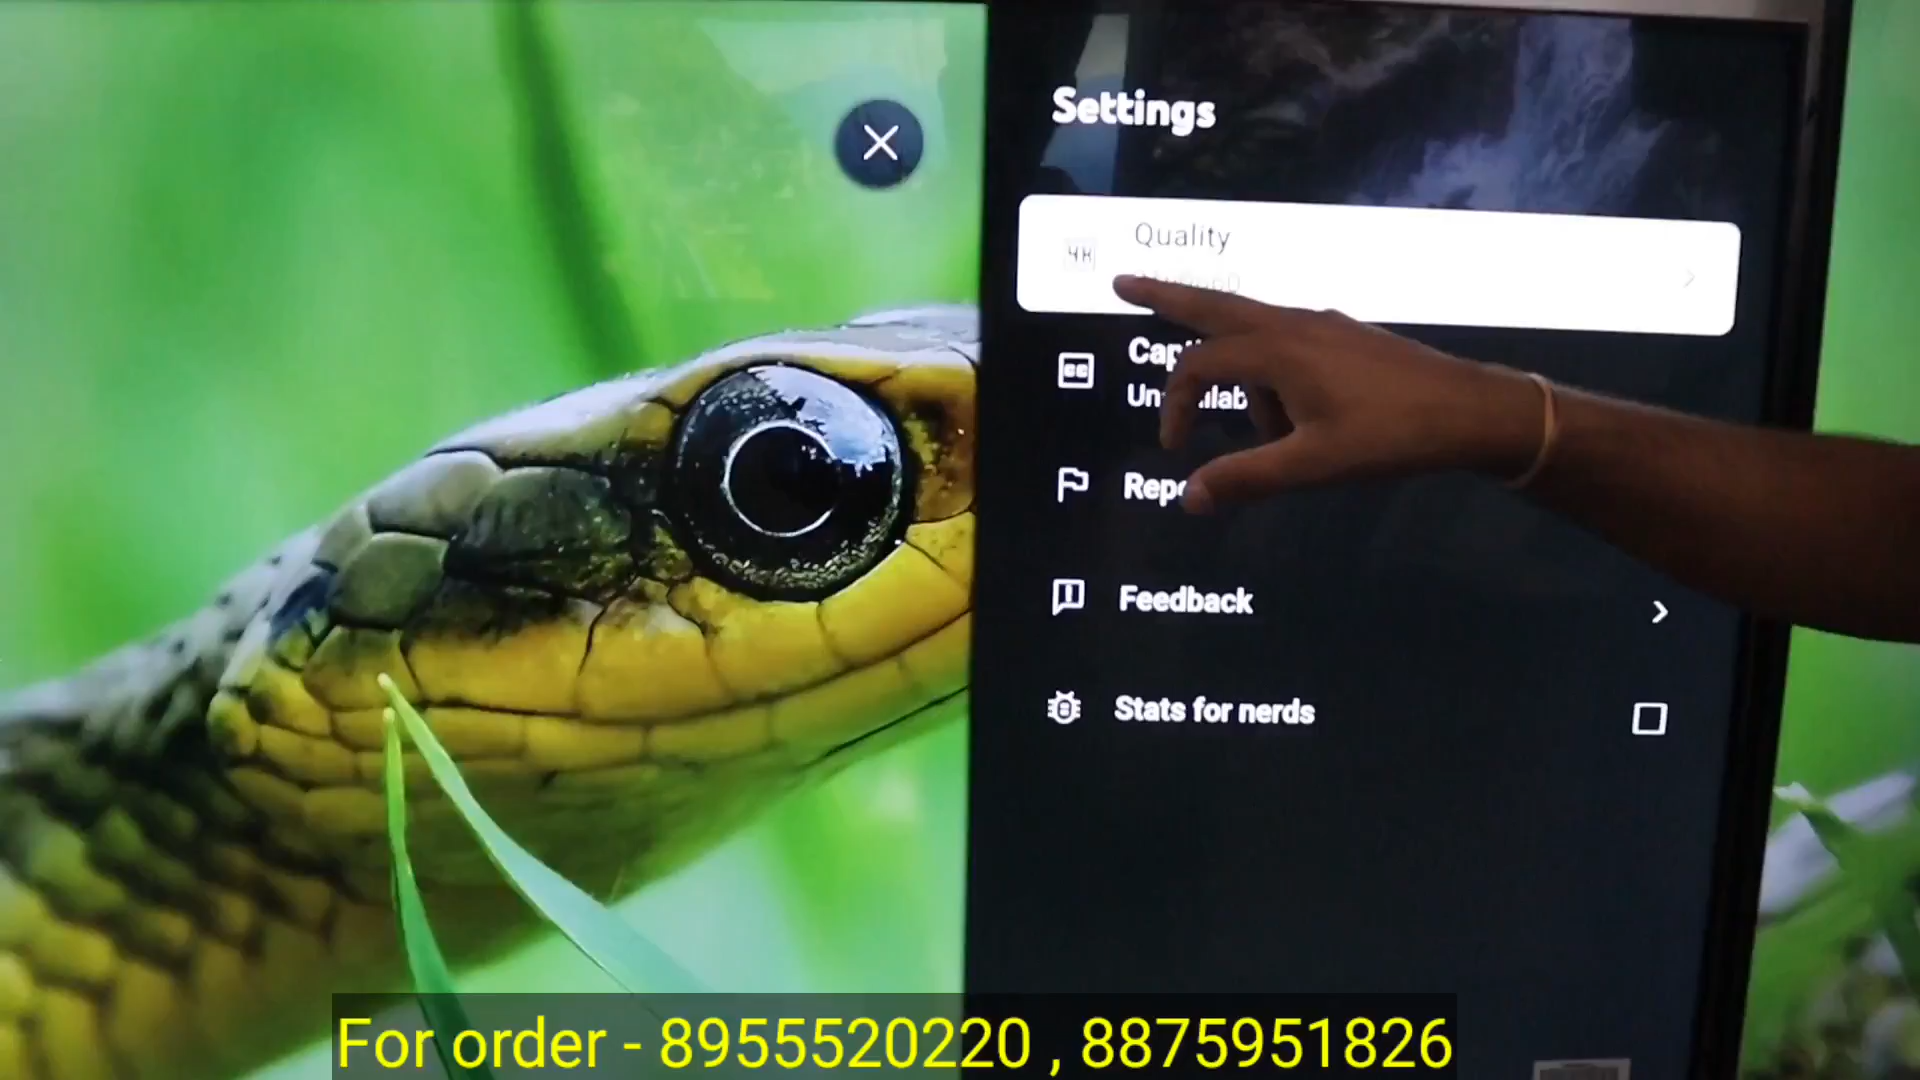 Settings
Quality
Feedback
Stats for nerds
For order - 8955520220 , 8875951826